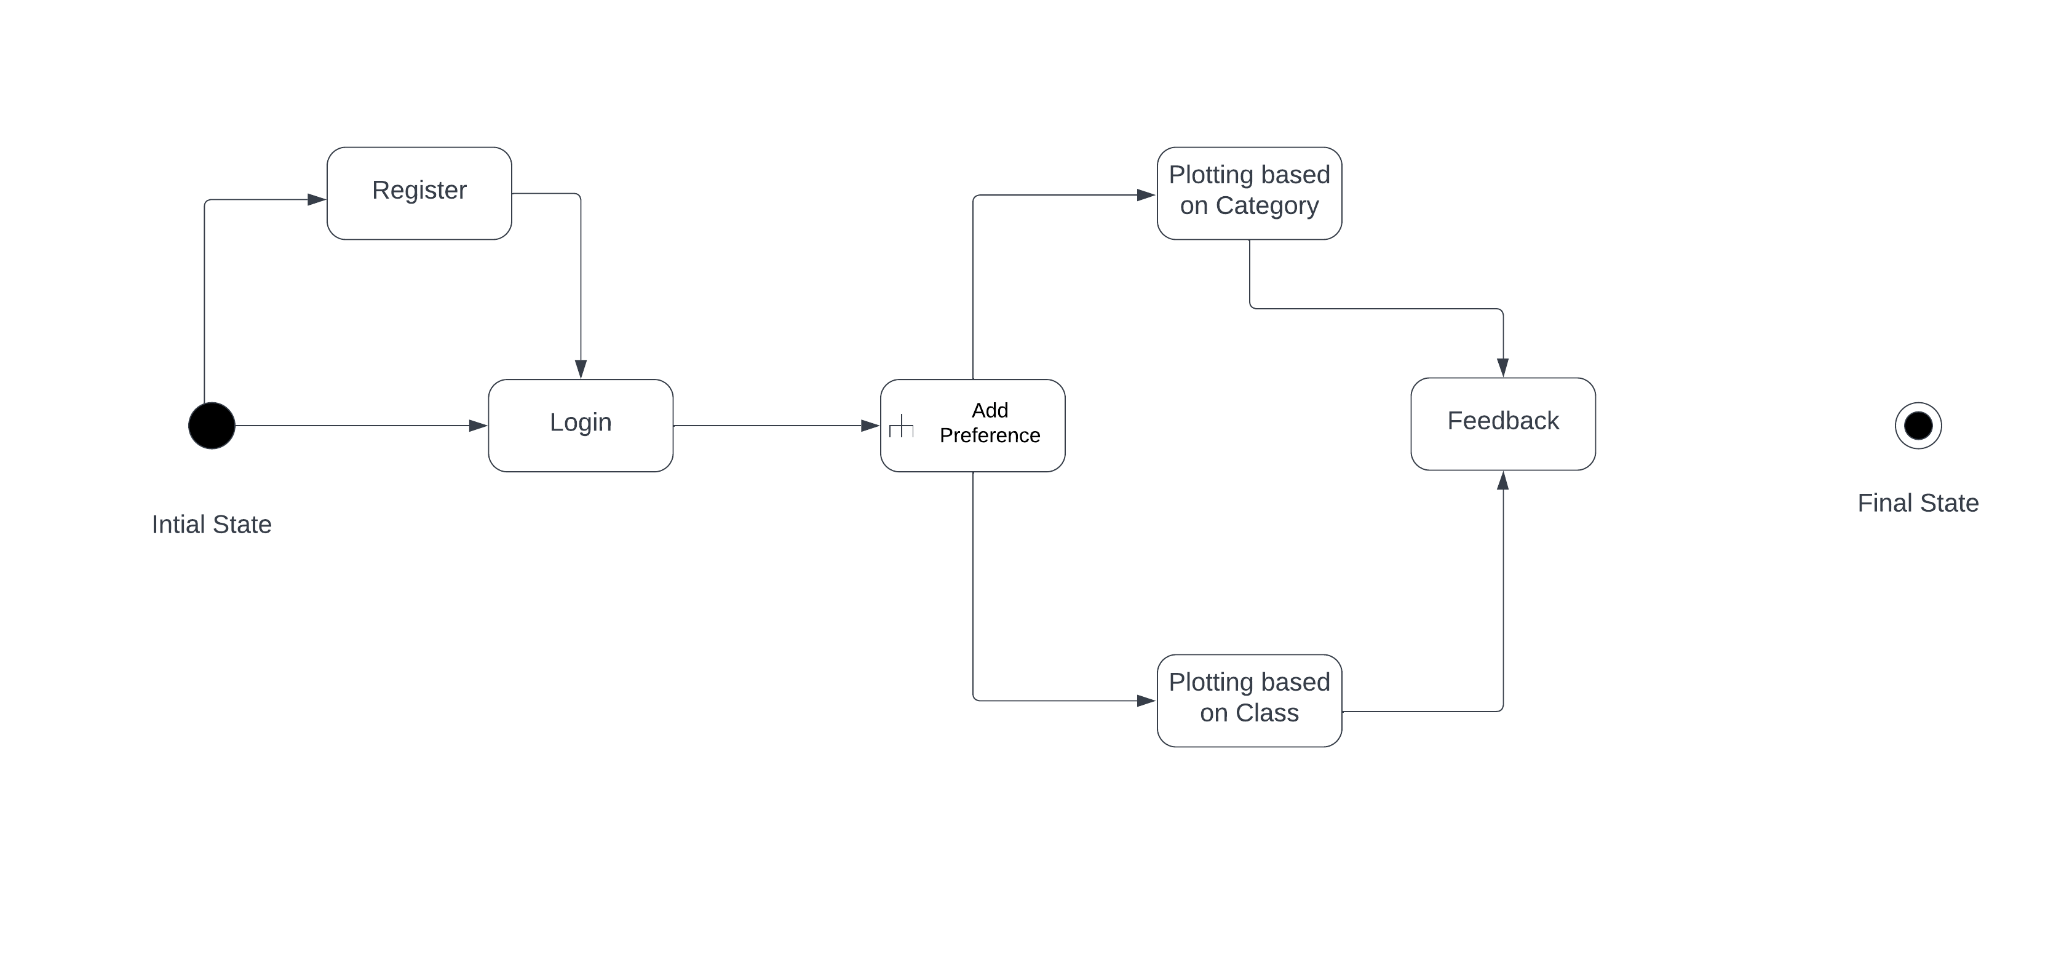 Register
Plotting based
on Category
Login
Add
Preference
Feedback
Intial State
Final State
Plotting based
on Class